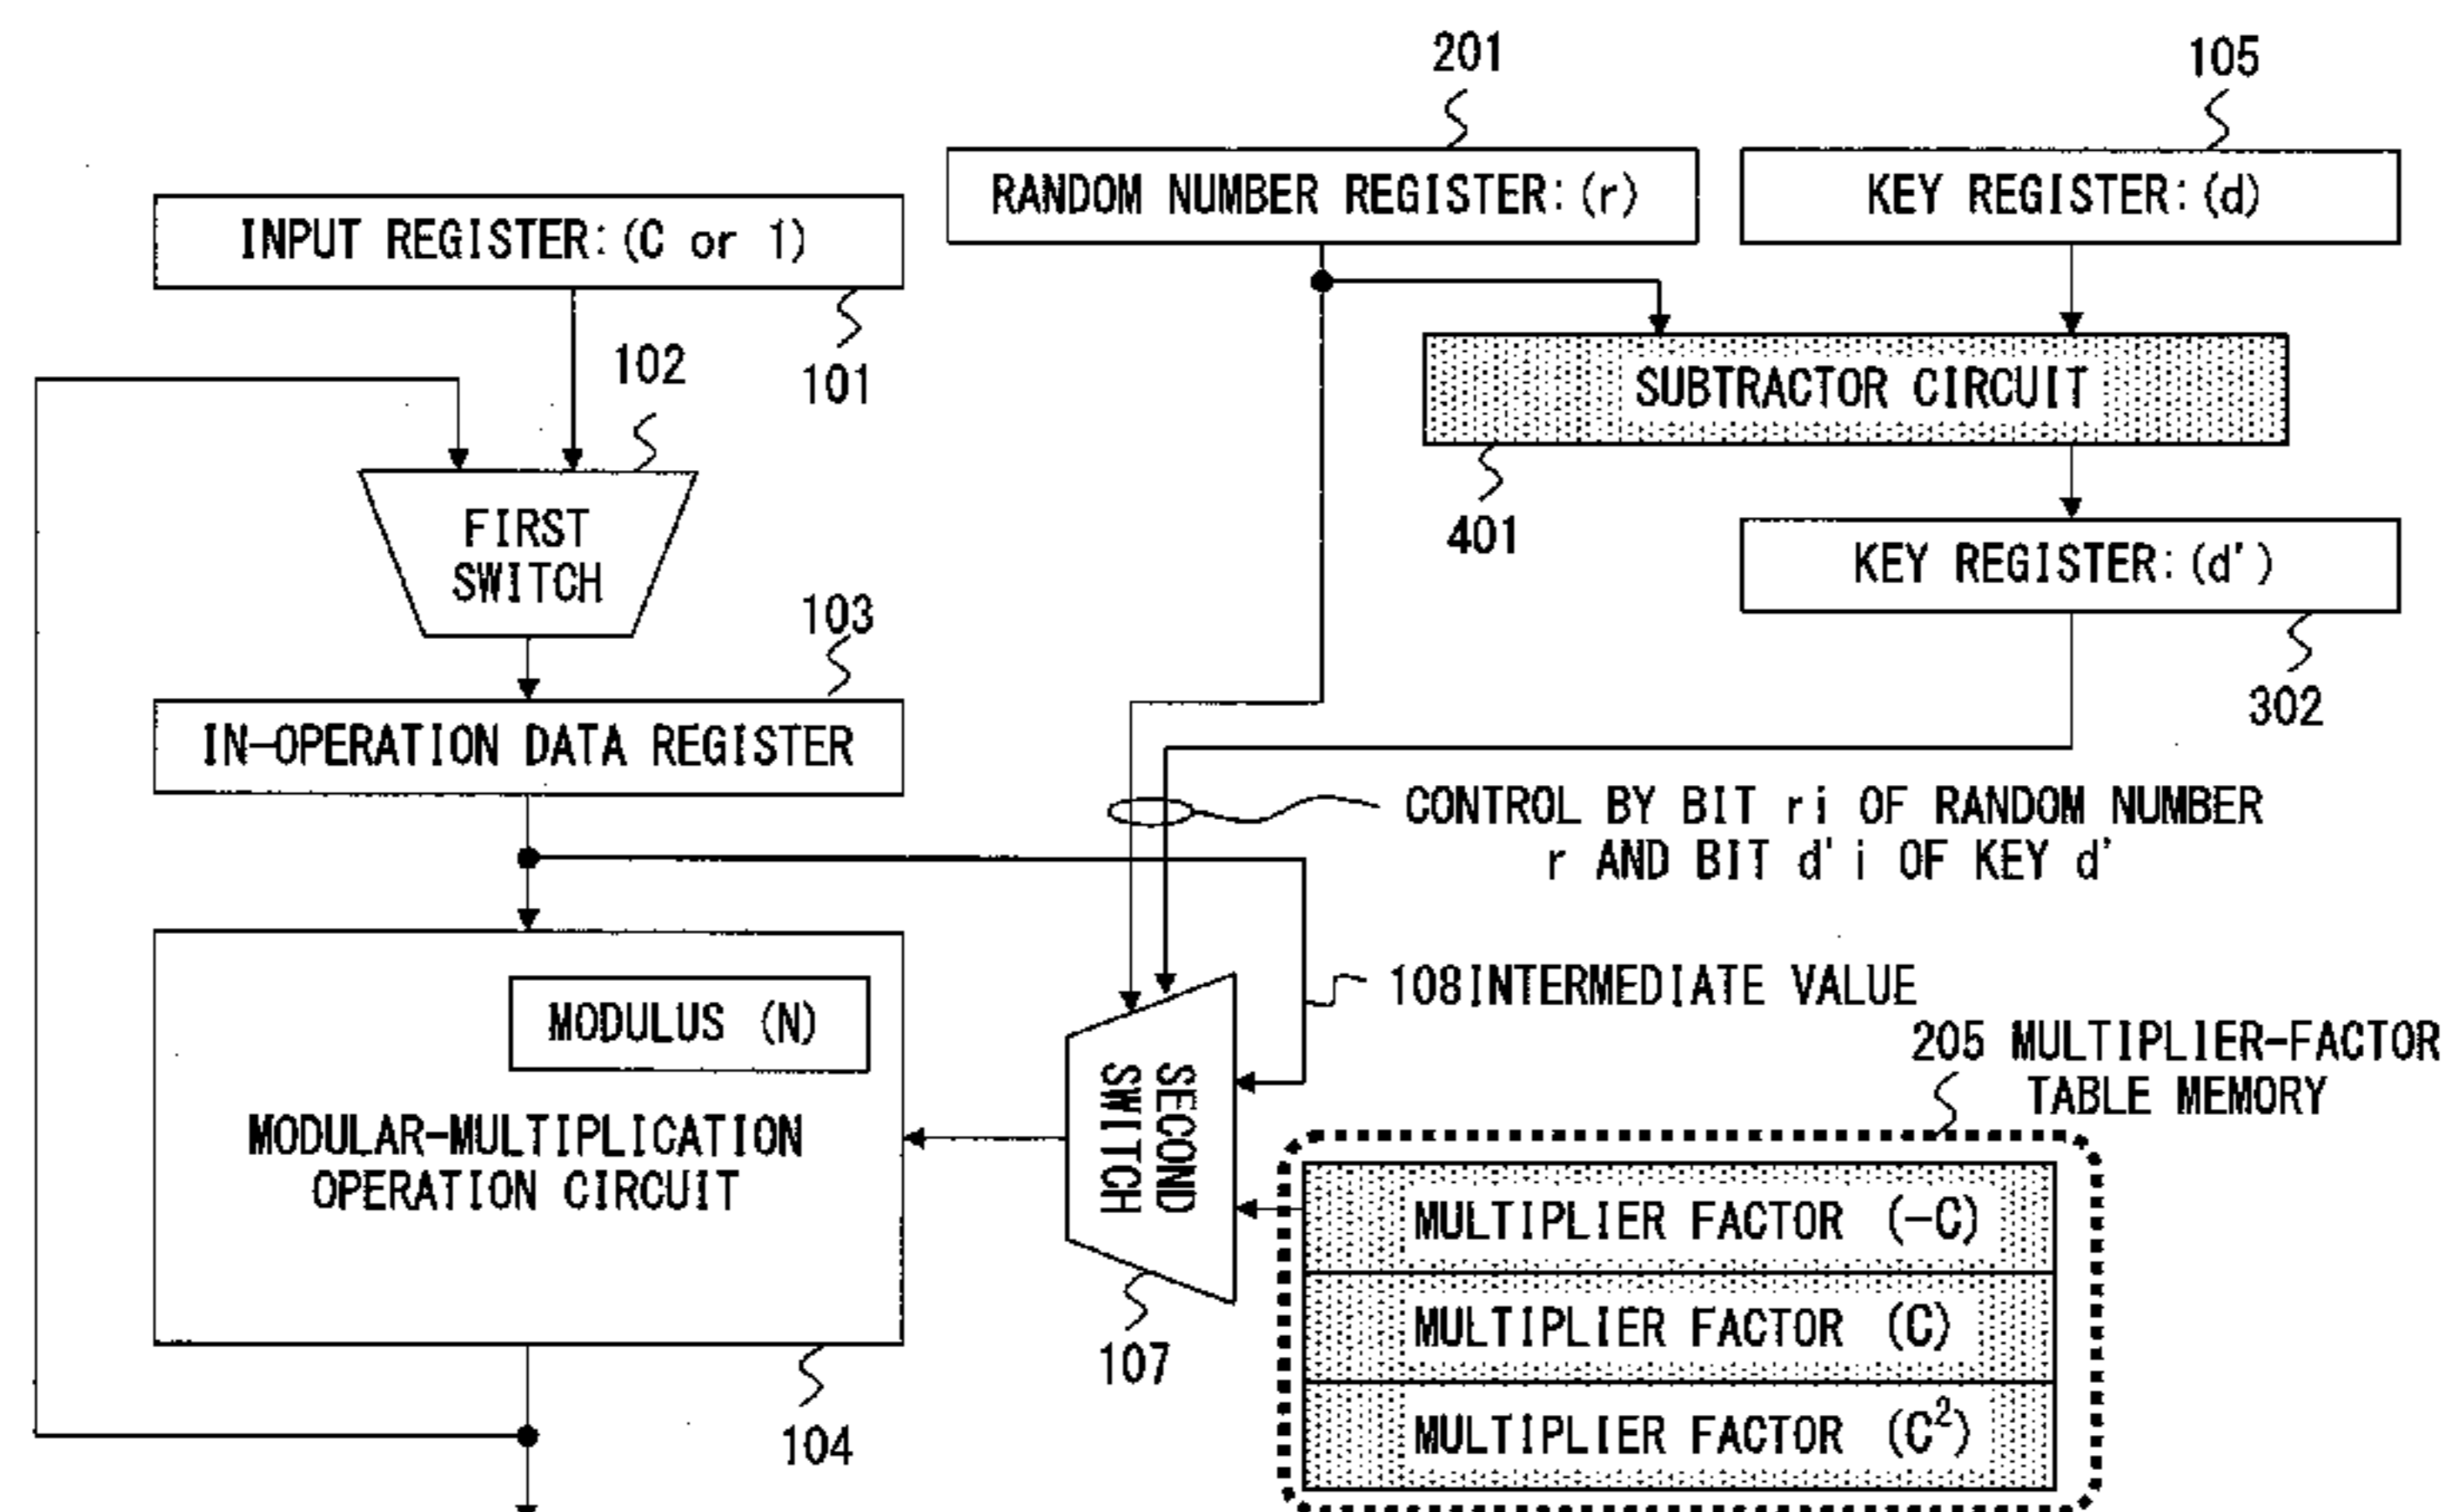 201
105
RANDOM NUMBER REGISTER:(r)
KEY REGISTER:(d)
INPUT REGISTER:(C or 1)
101
102
SUBTRACTOR CIRCUIT
401
FIRST
SWITCH
KEY REGISTER:(d')
302
103
IN-OPERATION DATA REGISTER
CONTROL BY BIT ri OF RANDOM NUMBER
r AND BIT d'i OF KEY d'
108INTERMEDIATE VALUE
MODULUS (N)
205 MULTIPLIER-FACTOR
TABLE MEMORY
MODULAR-MULTIPLICATION
OPERATION CIRCUIT
SECOND
SWITCH
MULTIPLIER FACTOR (-C)
MULTIPLIER FACTOR (C)
MULTIPLIER FACTOR (C²)
107
104